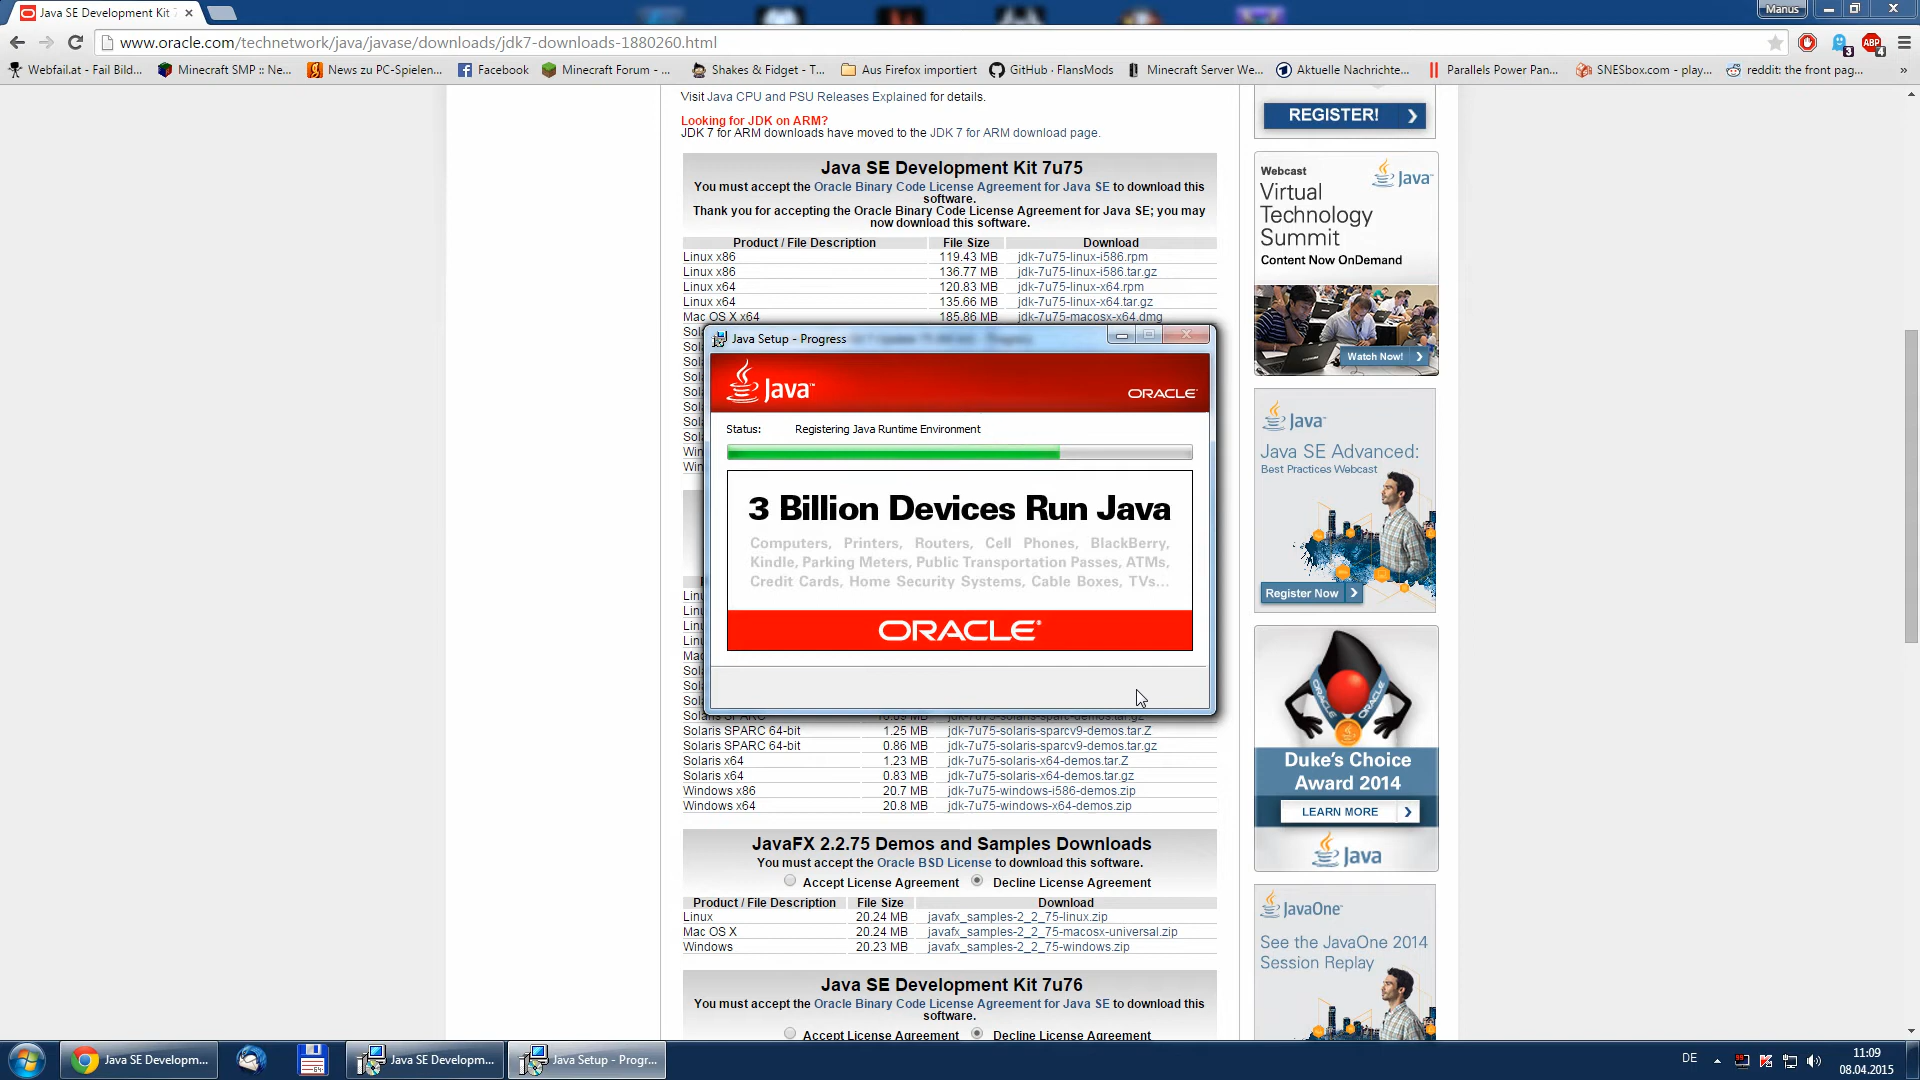 Java SE Development Kit 7
Manus
www.oracle.com/technetwork/java/javase/downloads/jdk7-downloads-1880260.html
3
4
Webfail.at - Fail Bild...
Minecraft SMP :: Ne...
News zu PC-Spielen...
Facebook
Minecraft Forum - ...
Shakes & Fidget - T...
Aus Firefox importiert
GitHub · FlansMods
Minecraft Server We...
Aktuelle Nachrichte...
Parallels Power Pan...
SNESbox.com - play...
reddit: the front pag...
Visit Java CPU and PSU Releases Explained for details.
Looking for JDK on ARM?
JDK 7 for ARM downloads have moved to the JDK 7 for ARM download page.
Java SE Development Kit 7u75
You must accept the Oracle Binary Code License Agreement for Java SE to download this
software.
Thank you for accepting the Oracle Binary Code License Agreement for Java SE; you may
now download this software.
Product / File Description File Size Download
Linux x86 119.43 MB jdk-7u75-linux-i586.rpm
Linux x86 136.77 MB jdk-7u75-linux-i586.tar.gz
Linux x64 120.83 MB jdk-7u75-linux-x64.rpm
Linux x64 135.66 MB jdk-7u75-linux-x64.tar.gz
Mac OS X x64 185.86 MB jdk-7u75-macosx-x64.dmg
Java Setup - Progress
Java™
ORACLE
Status: Registering Java Runtime Environment
3 Billion Devices Run Java
Computers, Printers, Routers, Cell Phones, BlackBerry,
Kindle, Parking Meters, Public Transportation Passes, ATMs,
Credit Cards, Home Security Systems, Cable Boxes, TVs...
ORACLE®
Solaris SPARC 64-bit 1.25 MB jdk-7u75-solaris-sparcv9-demos.tar.Z
Solaris SPARC 64-bit 0.86 MB jdk-7u75-solaris-sparcv9-demos.tar.gz
Solaris x64 1.23 MB jdk-7u75-solaris-x64-demos.tar.Z
Solaris x64 0.83 MB jdk-7u75-solaris-x64-demos.tar.gz
Windows x86 20.7 MB jdk-7u75-windows-i586-demos.zip
Windows x64 20.8 MB jdk-7u75-windows-x64-demos.zip
JavaFX 2.2.75 Demos and Samples Downloads
You must accept the Oracle BSD License to download this software.
Accept License Agreement Decline License Agreement
Product / File Description File Size Download
Linux 20.24 MB javafx_samples-2_2_75-linux.zip
Mac OS X 20.24 MB javafx_samples-2_2_75-macosx-universal.zip
Windows 20.23 MB javafx_samples-2_2_75-windows.zip
Java SE Development Kit 7u76
You must accept the Oracle Binary Code License Agreement for Java SE to download this
software.
Accept License Agreement Decline License Agreement
REGISTER!
Webcast
Java™
Virtual
Technology
Summit
Content Now OnDemand
Watch Now!
Java™
Java SE Advanced:
Best Practices Webcast
Register Now
ORACLE
ORACLE
Duke's Choice
Award 2014
LEARN MORE
Java
JavaOne™
See the JavaOne 2014
Session Replay
Java SE Developm...
64
Java SE Developm...
Java Setup - Progr...
DE
11:09
08.04.2015